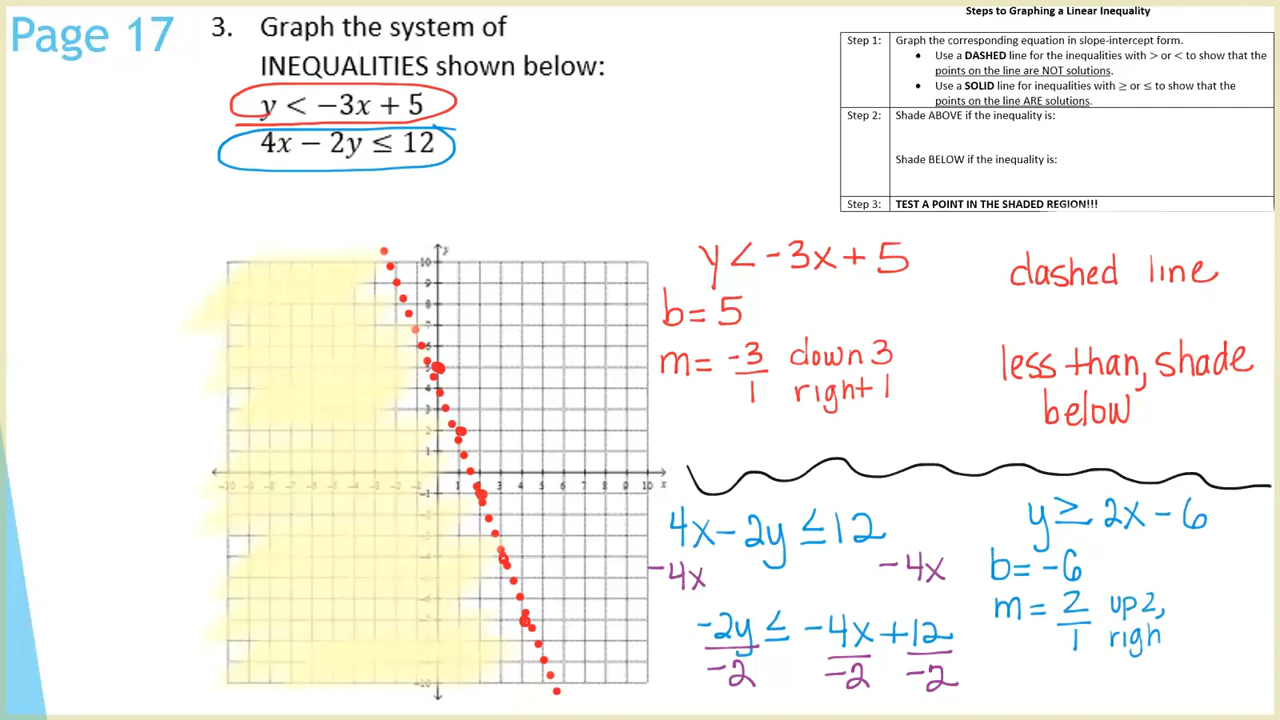 Page 17
3. Graph the system of
INEQUALITIES shown below:
y < −3x + 5
4x − 2y ≤ 12
Steps to Graphing a Linear Inequality
Step 1: Graph the corresponding equation in slope-intercept form.
• Use a DASHED line for the inequalities with > or < to show that the
points on the line are NOT solutions.
• Use a SOLID line for inequalities with ≥ or ≤ to show that the
points on the line ARE solutions.
Step 2: Shade ABOVE if the inequality is:
Shade BELOW if the inequality is:
Step 3: TEST A POINT IN THE SHADED REGION!!!
y < -3x + 5
b = 5
m = -3/1 down 3
right 1
dashed line
less than, shade
below
4x - 2y ≤ 12
-4x -4x
-2y ≤ -4x + 12
-2 -2 -2
y ≥ 2x - 6
b = -6
m = 2/1 up 2,
righ